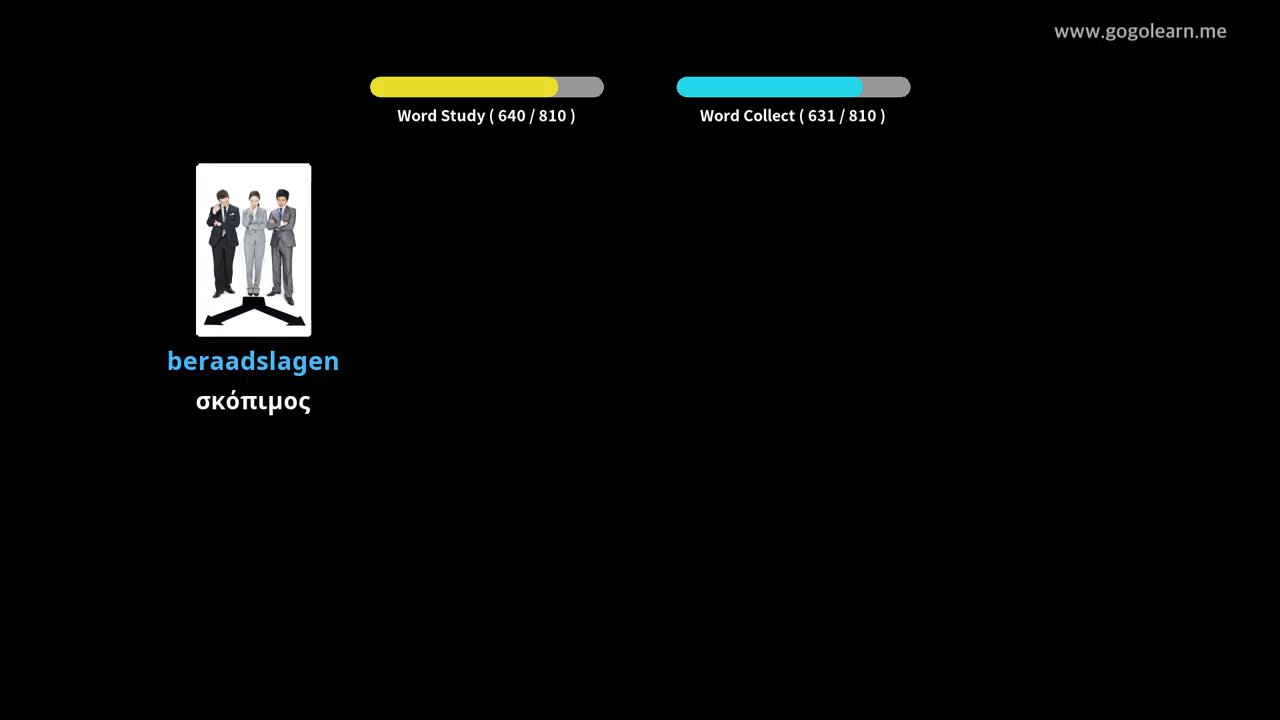 www.gogolearn.me
Word Study ( 640 / 810 )
Word Collect ( 631 / 810 )
beraadslagen
σκόπιμος